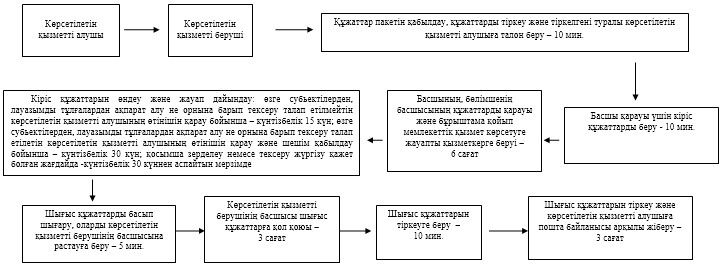 Көрсетілетін
қызметті алушы
Көрсетілетін
қызметті беруші
Құжаттар пакетін қабылдау, құжаттарды тіркеу және тіркелгені туралы көрсетілетін
қызметті алушыға талон беру – 10 мин.
Басшы қарауы үшін кіріс
құжаттарды беру - 10 мин.
Басшының, бөлімшенің
басшысының құжаттарды қарауы
және бұрыштама қойып
мемлекеттік қызмет көрсетуге
жауапты қызметкерге беруі –
6 сағат
Кіріс құжаттарын өңдеу және жауап дайындау: өзге субъектілерден,
лауазымды тұлғалардан ақпарат алу не орнына барып тексеру талап етілмейтін
көрсетілетін қызметті алушының өтінішін қарау бойынша – күнтізбелік 15 күн; өзге
субъектілерден, лауазымды тұлғалардан ақпарат алу не орнына барып тексеру талап
етілетін көрсетілетін қызметті алушының өтінішін қарау және шешім қабылдау
бойынша – күнтізбелік 30 күн; қосымша зерделеу немесе тексеру жүргізу қажет
болған жағдайда -күнтізбелік 30 күннен аспайтын мерзімде
Шығыс құжаттарды басып
шығару, оларды көрсетілетін
қызметті берушінің басшысына
растауға беру – 5 мин.
Көрсетілетін қызметті
берушінің басшысы шығыс
құжаттарға қол қоюы –
3 сағат
Шығыс құжаттарын
тіркеуге беру –
10 мин.
Шығыс құжаттарын тіркеу және
көрсетілетін қызметті алушыға
пошта байланысы арқылы жіберу –
3 сағат